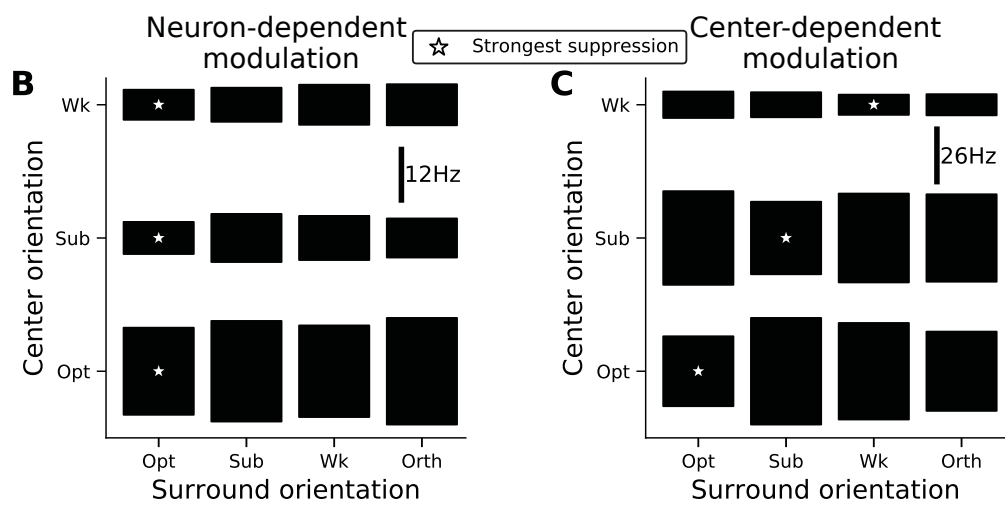 Neuron-dependent
modulation
Strongest suppression
Center-dependent
modulation
B
Center orientation
Wk
Sub
Opt
12Hz
Opt Sub Wk Orth
Surround orientation
C
Center orientation
Wk
Sub
Opt
26Hz
Opt Sub Wk Orth
Surround orientation